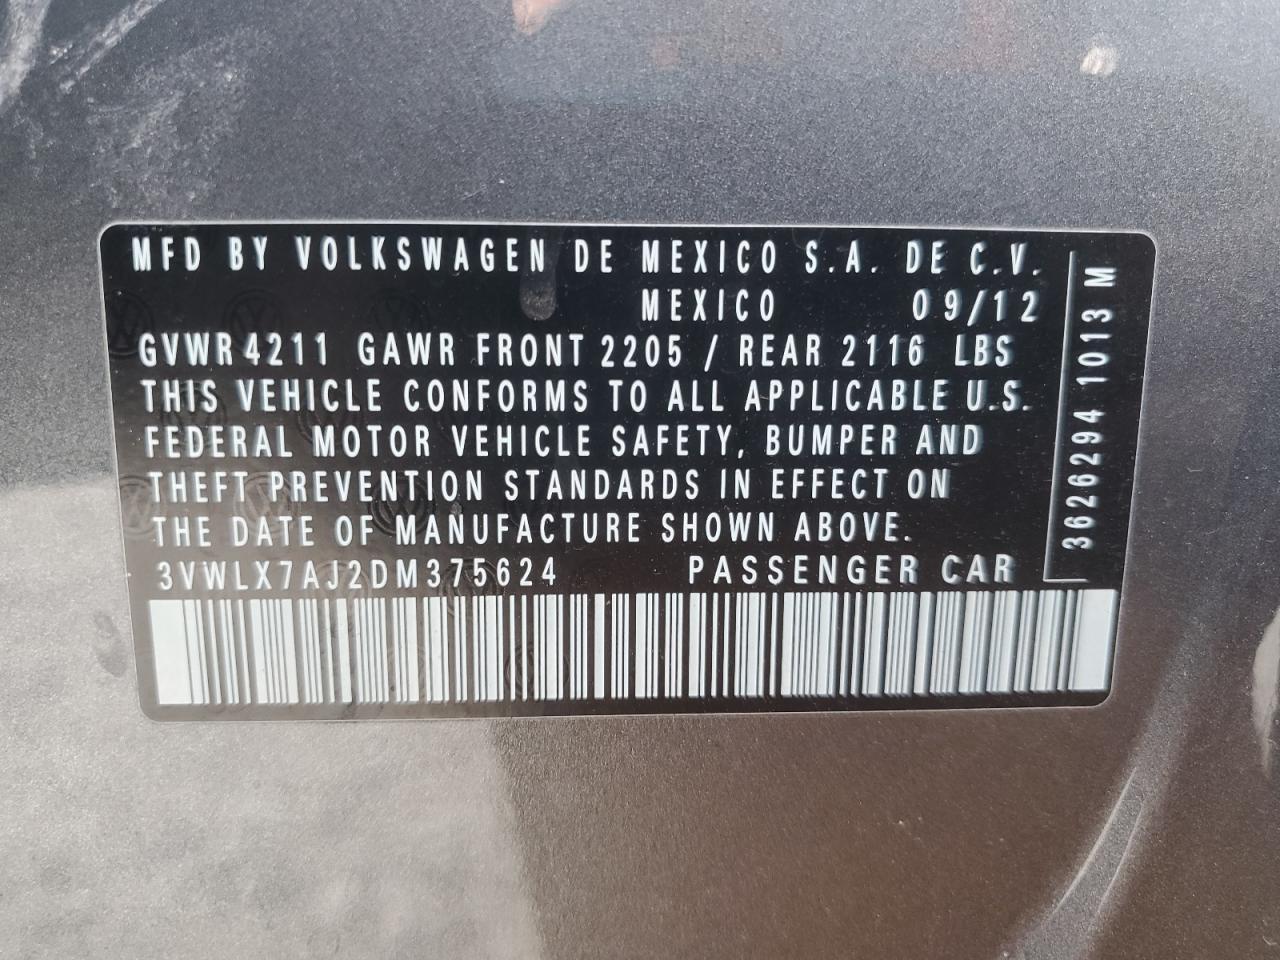 MFD BY VOLKSWAGEN DE MEXICO S.A. DE C.V.
MEXICO 09/12
GVWR 4211 GAWR FRONT 2205 / REAR 2116 LBS
THIS VEHICLE CONFORMS TO ALL APPLICABLE U.S.
FEDERAL MOTOR VEHICLE SAFETY, BUMPER AND
THEFT PREVENTION STANDARDS IN EFFECT ON
THE DATE OF MANUFACTURE SHOWN ABOVE.
3VWLX7AJ2DM375624 PASSENGER CAR
3626294 1013 M